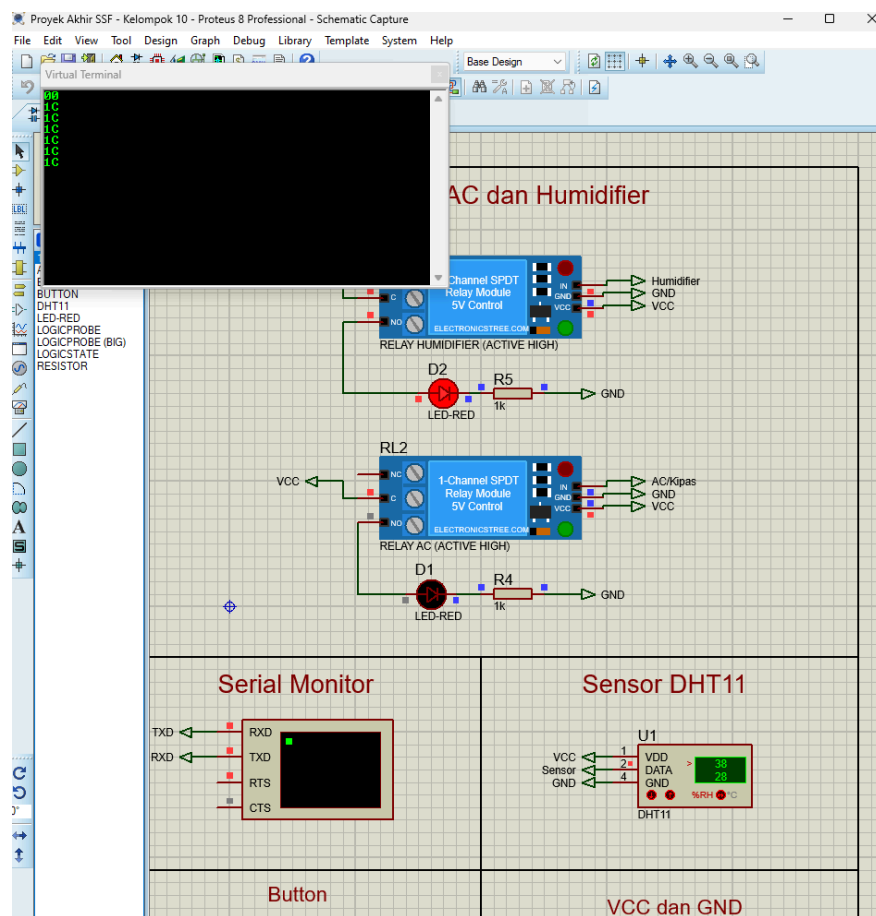 Proyek Akhir SSF - Kelompok 10 - Proteus 8 Professional - Schematic Capture
File Edit View Tool Design Graph Debug Library Template System Help
Base Design
Virtual Terminal
00
1C
1C
1C
1C
1C
1C
LBL
BUTTON
DHT11
LED-RED
LOGICPROBE
LOGICPROBE (BIG)
LOGICSTATE
RESISTOR
A
S
C
AC dan Humidifier
Channel SPDT
Relay Module
5V Control
ELECTRONICSTREE.COM
C
NO
IN
GND
VCC
Humidifier
GND
VCC
RELAY HUMIDIFIER (ACTIVE HIGH)
D2
LED-RED
R5
1k
GND
RL2
VCC
NC
C
NO
1-Channel SPDT
Relay Module
5V Control
ELECTRONICSTREE.COM
IN
GND
VCC
AC/Kipas
GND
VCC
RELAY AC (ACTIVE HIGH)
D1
LED-RED
R4
1k
GND
Serial Monitor
TXD
RXD
RXD
TXD
RTS
CTS
Sensor DHT11
U1
VCC
Sensor
GND
1
2
4
VDD
DATA
GND
>
38
28
%RH
°C
DHT11
Button
VCC dan GND